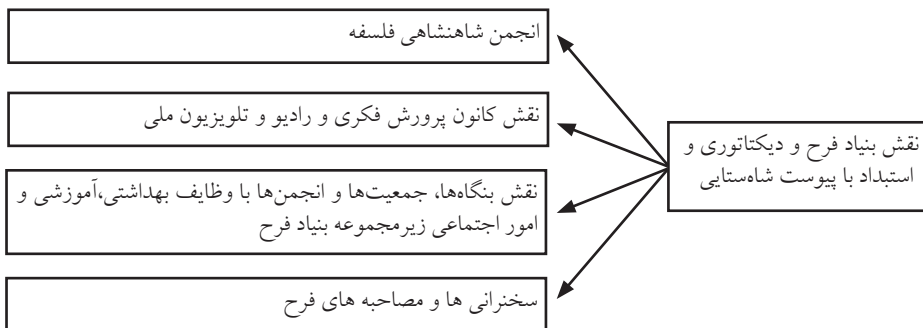 نقش بنیاد فرح و دیکتاتوری و
استبداد با پیوست شاه‌ستایی
انجمن شاهنشاهی فلسفه
نقش کانون پرورش فکری و رادیو و تلویزیون ملی
نقش بنگاه‌ها، جمعیت‌ها و انجمن‌ها با وظایف بهداشتی،آموزشی و
امور اجتماعی زیرمجموعه بنیاد فرح
سخنرانی ها و مصاحبه های فرح